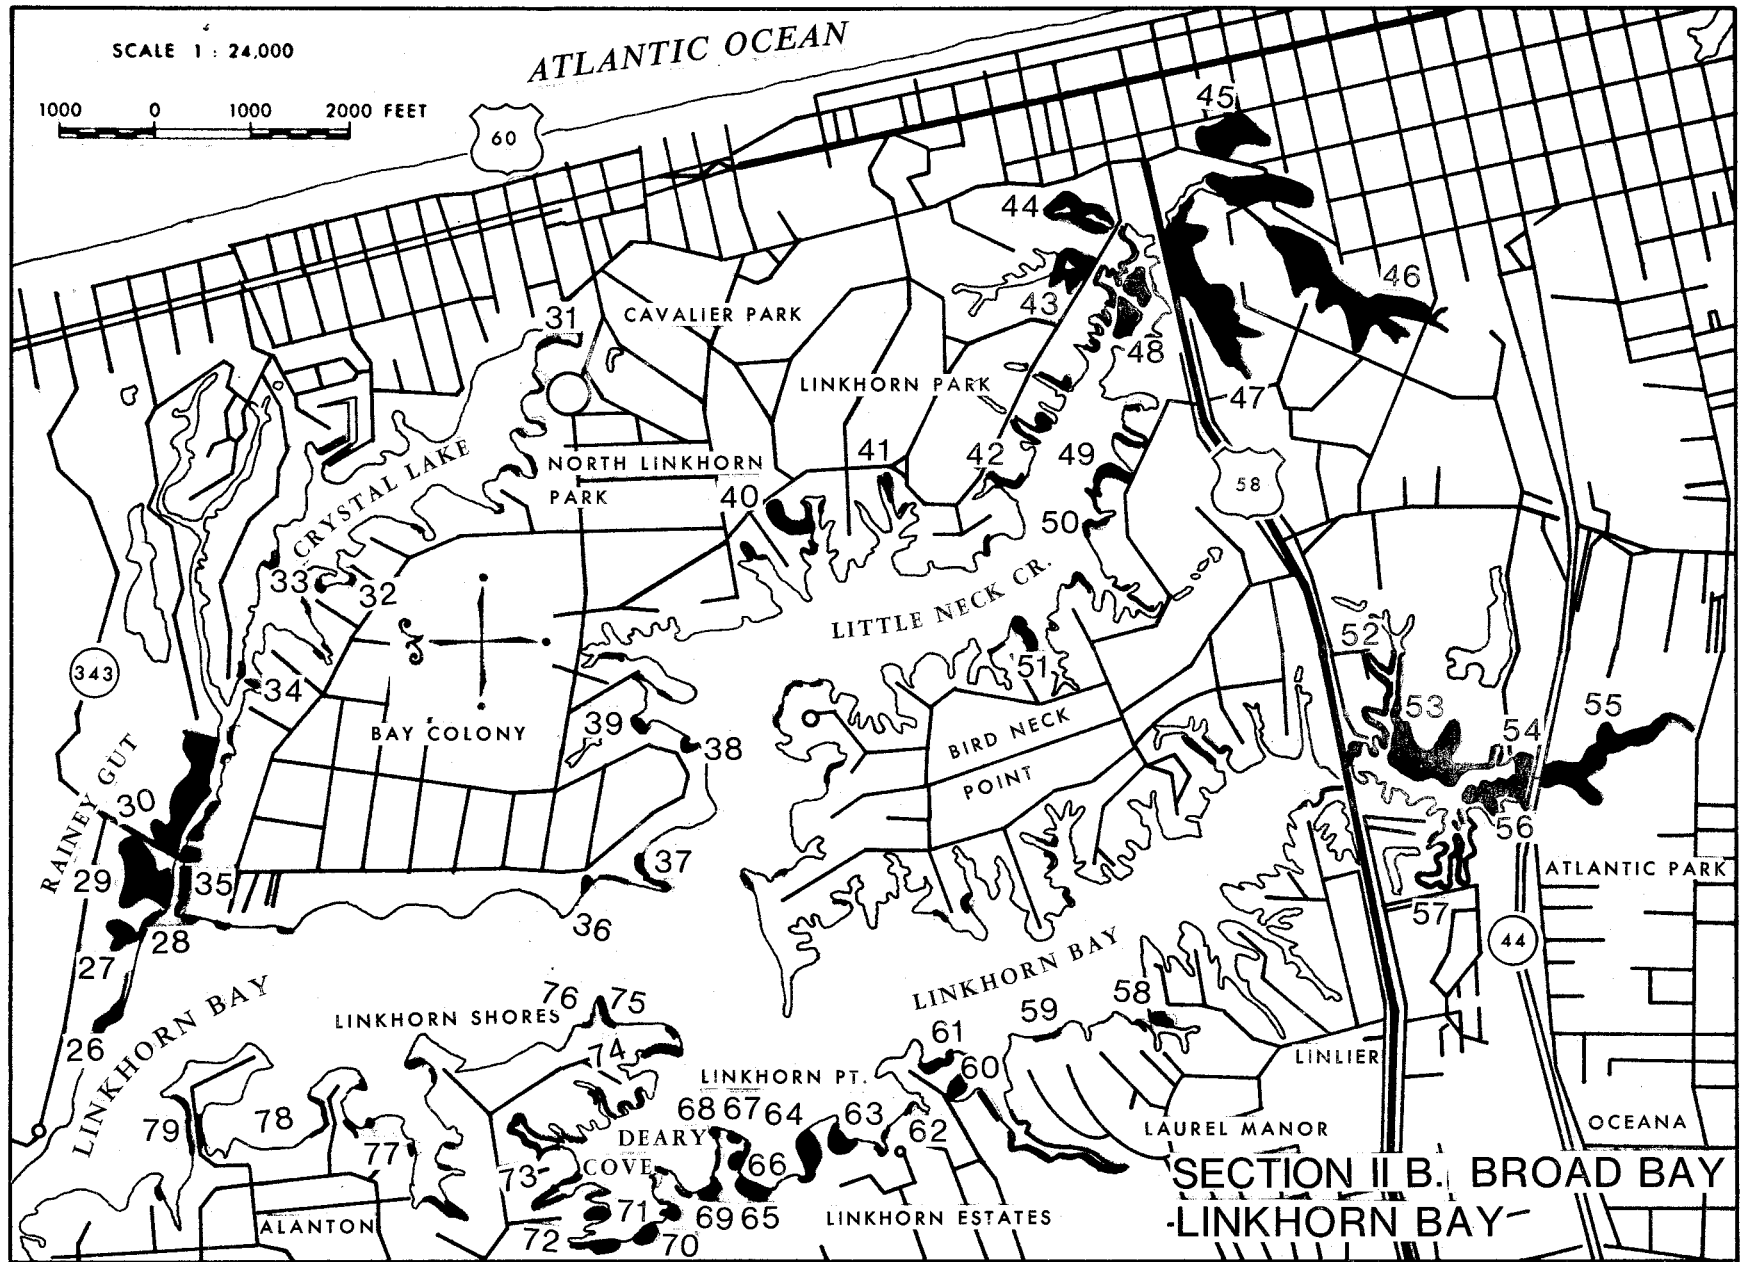 SCALE 1 : 24,000
1000 0 1000 2000 FEET
ATLANTIC OCEAN
60
45
44
46
43
31
CAVALIER PARK
48
LINKHORN PARK
47
CRYSTAL LAKE
NORTH LINKHORN
PARK
41
42
49
58
40
50
33
32
LITTLE NECK CR.
52
51
343
34
53
55
BAY COLONY
39
38
BIRD NECK
POINT
54
RAINEY GUT
30
56
29
35
37
ATLANTIC PARK
57
28
36
44
27
LINKHORN BAY
LINKHORN BAY
58
76 75
59
LINKHORN SHORES
61
26
74
60
LINLIER
LINKHORN PT.
79
78
68 67 64 63
62
OCEANA
DEARY
COVE
LAUREL MANOR
77
66
73
SECTION II B. BROAD BAY
-LINKHORN BAY-
71
69 65
ALANTON
LINKHORN ESTATES
72
70